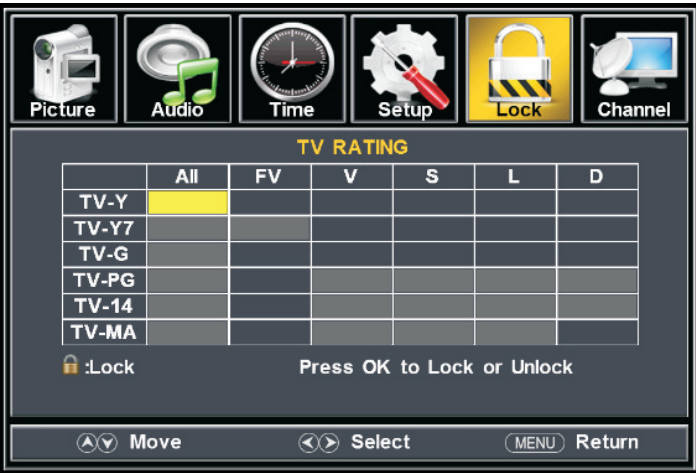 Picture Audio Time Setup Lock Channel
TV RATING
All FV V S L D
TV-Y
TV-Y7
TV-G
TV-PG
TV-14
TV-MA
:Lock Press OK to Lock or Unlock
Move Select MENU Return